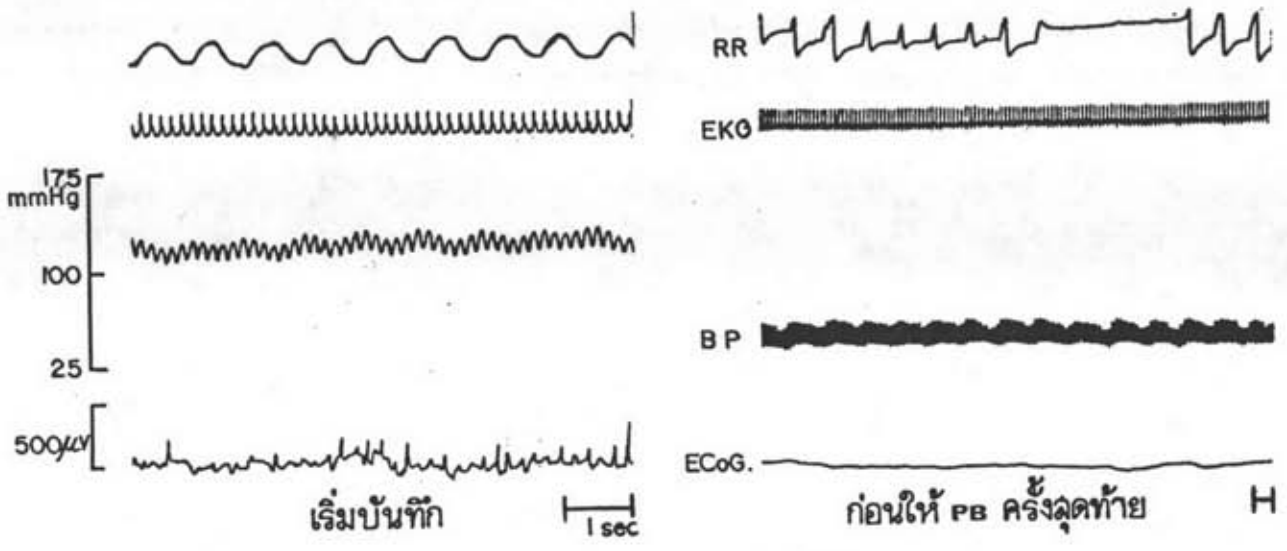 175
mmHg
100
25
500μV
เริ่มบันทึก
1 sec
RR
EKG
BP
ECoG.
ก่อนให้ PB ครั้งสุดท้าย